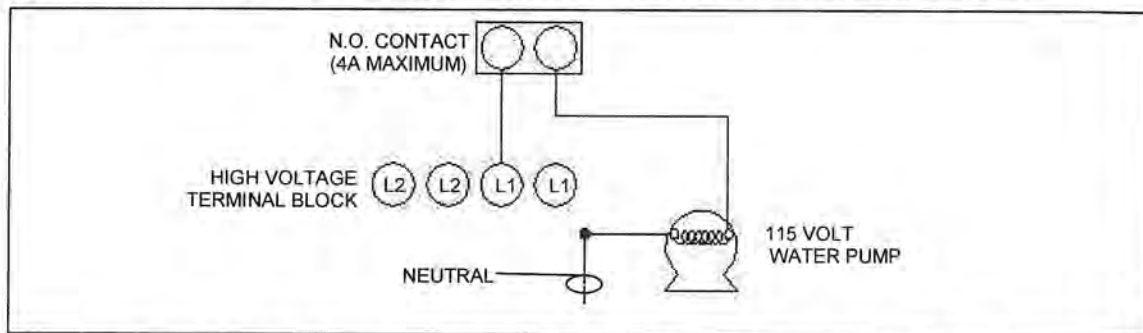 N.O. CONTACT
(4A MAXIMUM)
HIGH VOLTAGE
TERMINAL BLOCK
L2 L2 L1 L1
115 VOLT
WATER PUMP
NEUTRAL